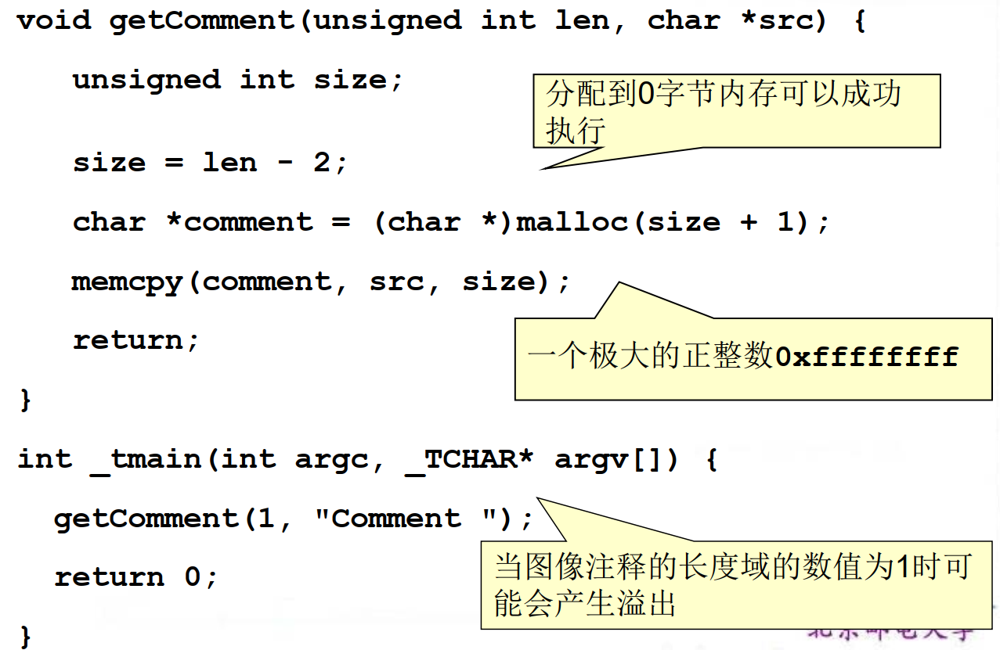 void getComment(unsigned int len, char *src) {
unsigned int size;
分配到0字节内存可以成功
执行
size = len - 2;
char *comment = (char *)malloc(size + 1);
memcpy(comment, src, size);
return;
一个极大的正整数0xffffffff
}
int _tmain(int argc, _TCHAR* argv[]) {
getComment(1, "Comment ");
当图像注释的长度域的数值为1时可
能会产生溢出
return 0;
}